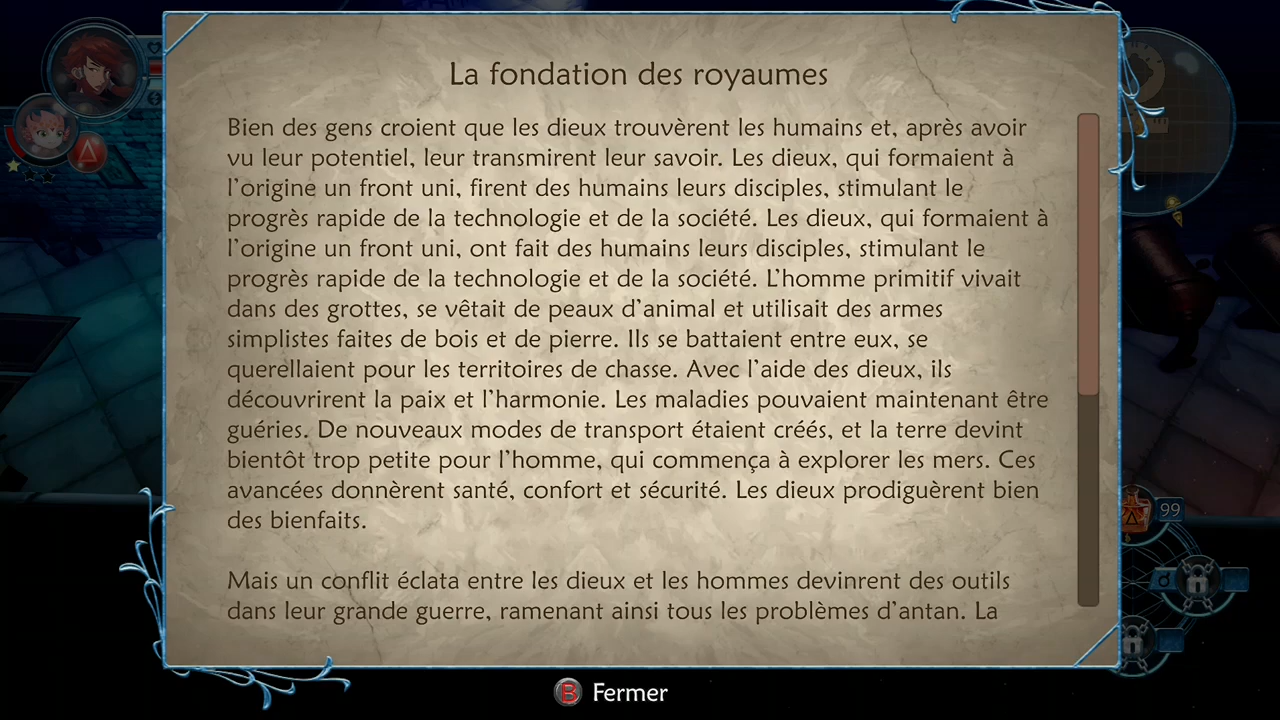 La fondation des royaumes
Bien des gens croient que les dieux trouvèrent les humains et, après avoir
vu leur potentiel, leur transmirent leur savoir. Les dieux, qui formaient à
l'origine un front uni, firent des humains leurs disciples, stimulant le
progrès rapide de la technologie et de la société. Les dieux, qui formaient à
l'origine un front uni, ont fait des humains leurs disciples, stimulant le
progrès rapide de la technologie et de la société. L'homme primitif vivait
dans des grottes, se vêtait de peaux d'animal et utilisait des armes
simplistes faites de bois et de pierre. Ils se battaient entre eux, se
querellaient pour les territoires de chasse. Avec l'aide des dieux, ils
découvrirent la paix et l'harmonie. Les maladies pouvaient maintenant être
guéries. De nouveaux modes de transport étaient créés, et la terre devint
bientôt trop petite pour l'homme, qui commença à explorer les mers. Ces
avancées donnèrent santé, confort et sécurité. Les dieux prodiguèrent bien
des bienfaits.
Mais un conflit éclata entre les dieux et les hommes devinrent des outils
dans leur grande guerre, ramenant ainsi tous les problèmes d'antan. La
99
B Fermer